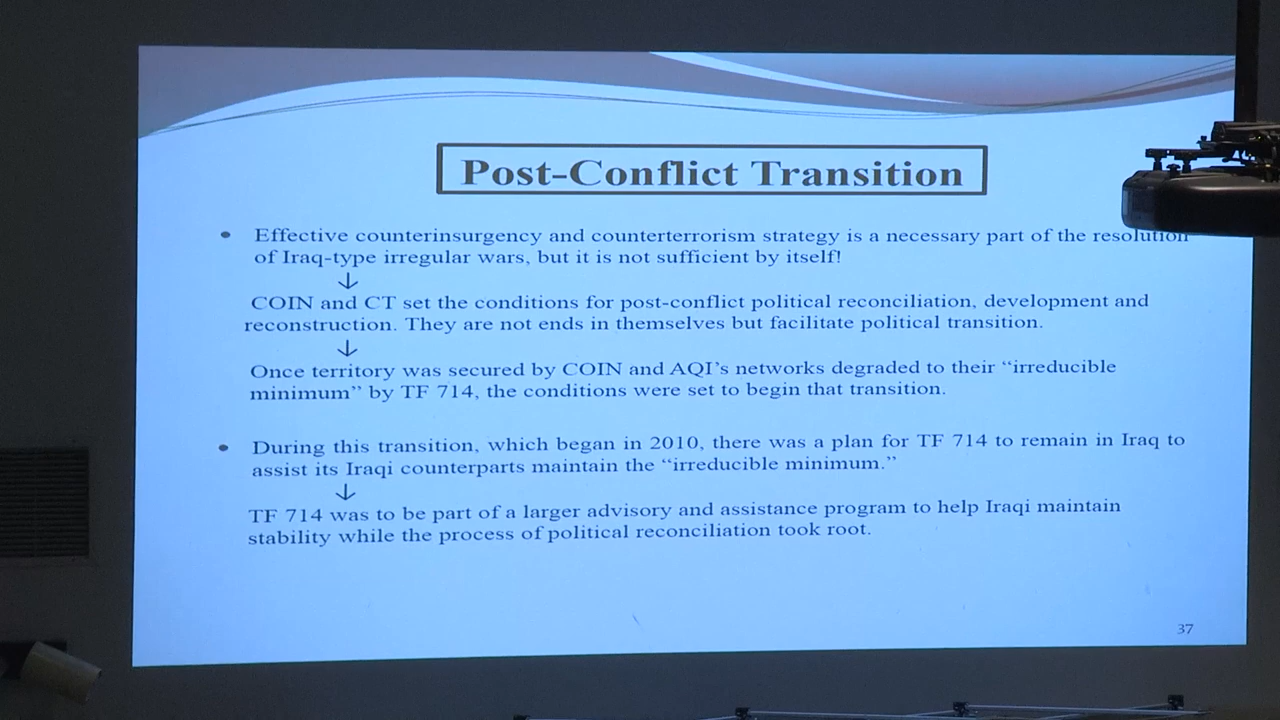 Post-Conflict Transition
• Effective counterinsurgency and counterterrorism strategy is a necessary part of the resolution
of Iraq-type irregular wars, but it is not sufficient by itself!
↓
COIN and CT set the conditions for post-conflict political reconciliation, development and
reconstruction. They are not ends in themselves but facilitate political transition.
↓
Once territory was secured by COIN and AQI's networks degraded to their “irreducible
minimum” by TF 714, the conditions were set to begin that transition.
• During this transition, which began in 2010, there was a plan for TF 714 to remain in Iraq to
assist its Iraqi counterparts maintain the “irreducible minimum.”
↓
TF 714 was to be part of a larger advisory and assistance program to help Iraqi maintain
stability while the process of political reconciliation took root.
37